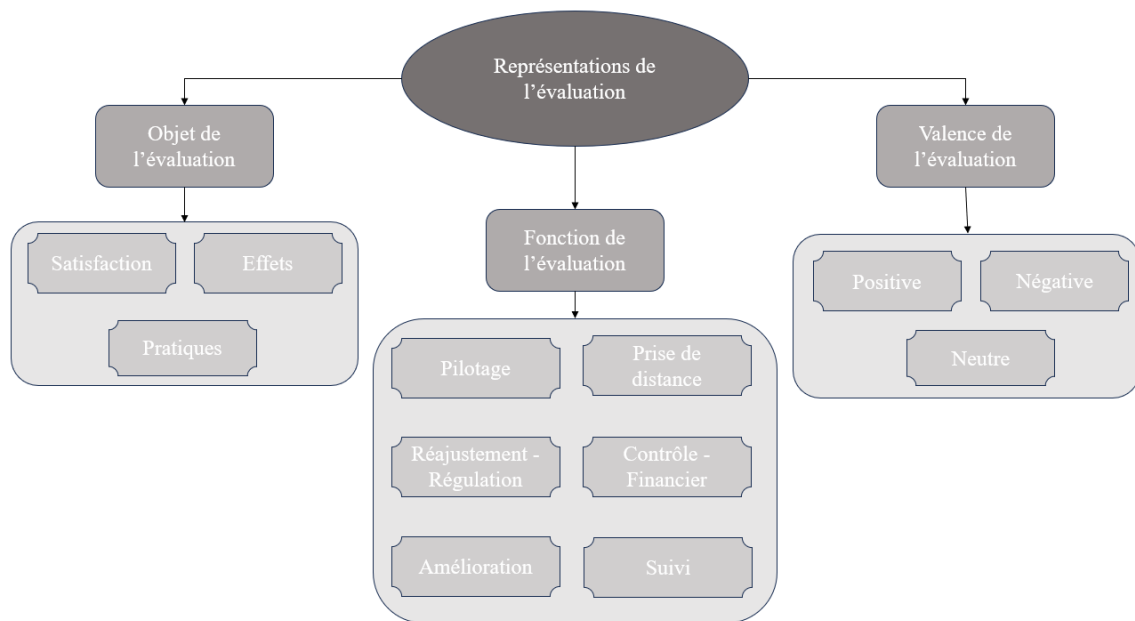 Représentations de
l’évaluation
Objet de
l’évaluation
Valence de
l’évaluation
Fonction de
l’évaluation
Satisfaction
Effets
Pratiques
Positive
Négative
Neutre
Pilotage
Prise de
distance
Réajustement -
Régulation
Contrôle -
Financier
Amélioration
Suivi